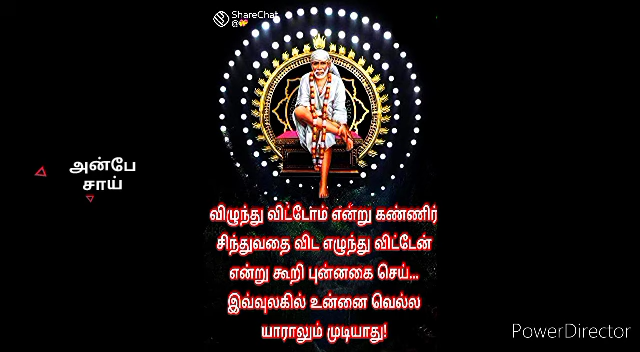 ShareChat
@
அன்பே
சாய்
விழுந்து விட்டோம் என்று கண்ணிர்
சிந்துவதை விட எழுந்து விட்டேன்
என்று கூறி புன்னகை செய்...
இவ்வுலகில் உன்னை வெல்ல
யாராலும் முடியாது!
PowerDirector